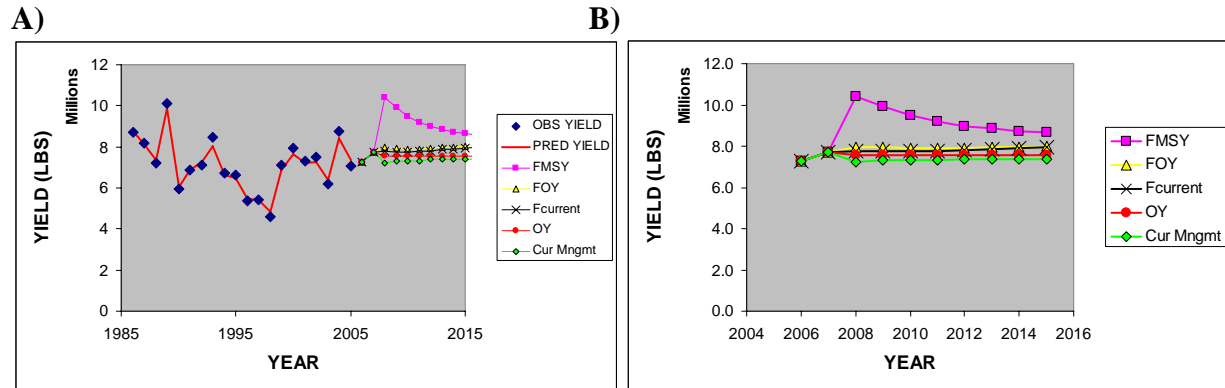 A)
Millions
YIELD (LBS)
12
10
8
6
4
2
0
1985
1995
2005
2015
YEAR
OBS YIELD
PRED YIELD
FMSY
FOY
Fcurrent
OY
Cur Mngmt
B)
Millions
YIELD (LBS)
12.0
10.0
8.0
6.0
4.0
2.0
0.0
2004
2006
2008
2010
2012
2014
2016
YEAR
FMSY
FOY
Fcurrent
OY
Cur Mngmt